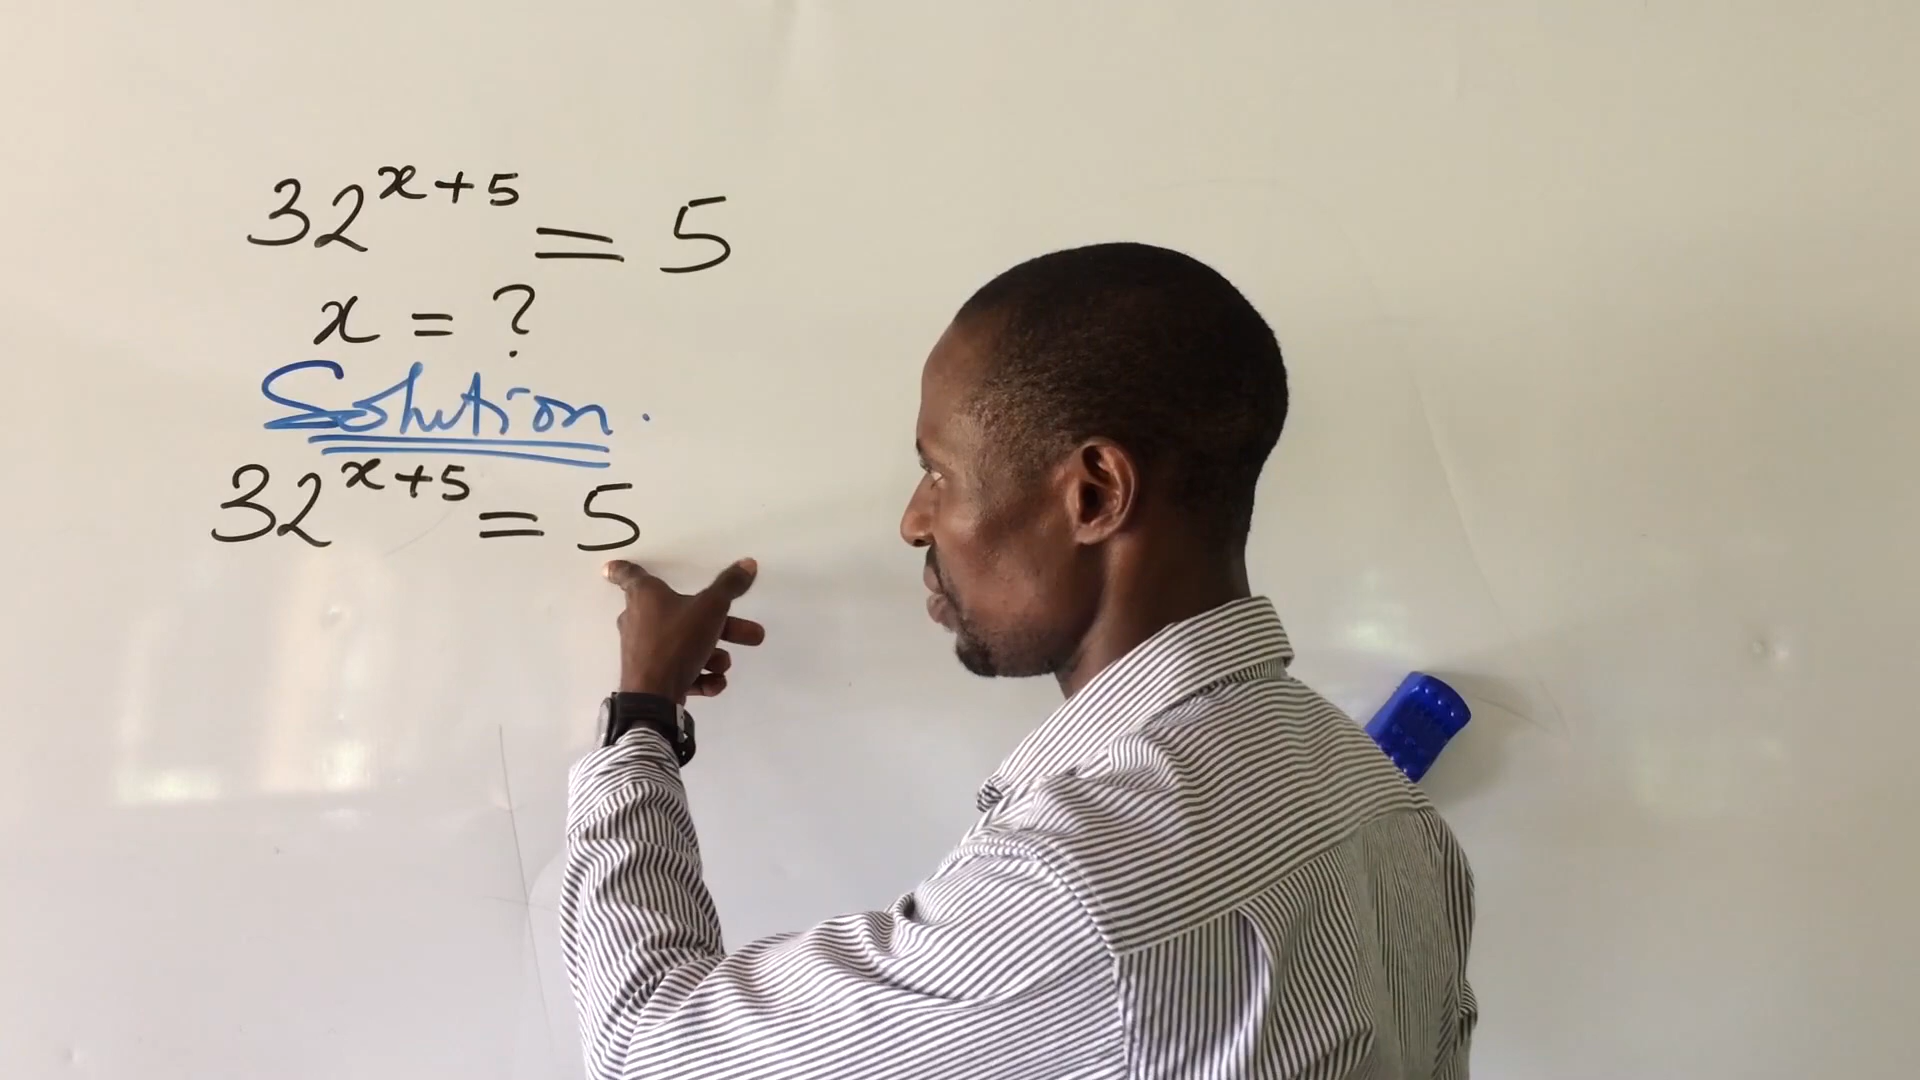 32^{x+5} = 5
x = ?
Solution.
32^{x+5} = 5